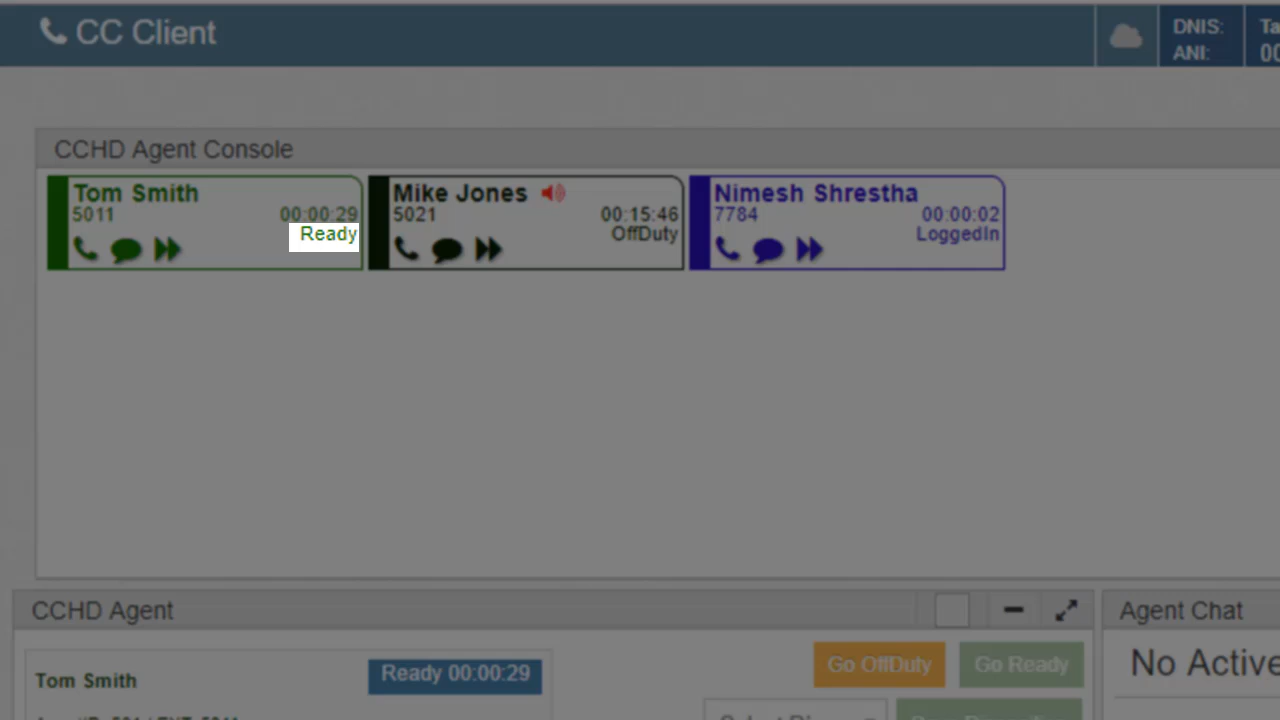 CC Client
DNIS:
ANI:
CCHD Agent Console
Tom Smith
5011
00:00:29
Ready
Mike Jones
5021
00:15:46
OffDuty
Nimesh Shrestha
7784
00:00:02
LoggedIn
CCHD Agent
Agent Chat
Tom Smith
Ready 00:00:29
Go OffDuty
Go Ready
No Active